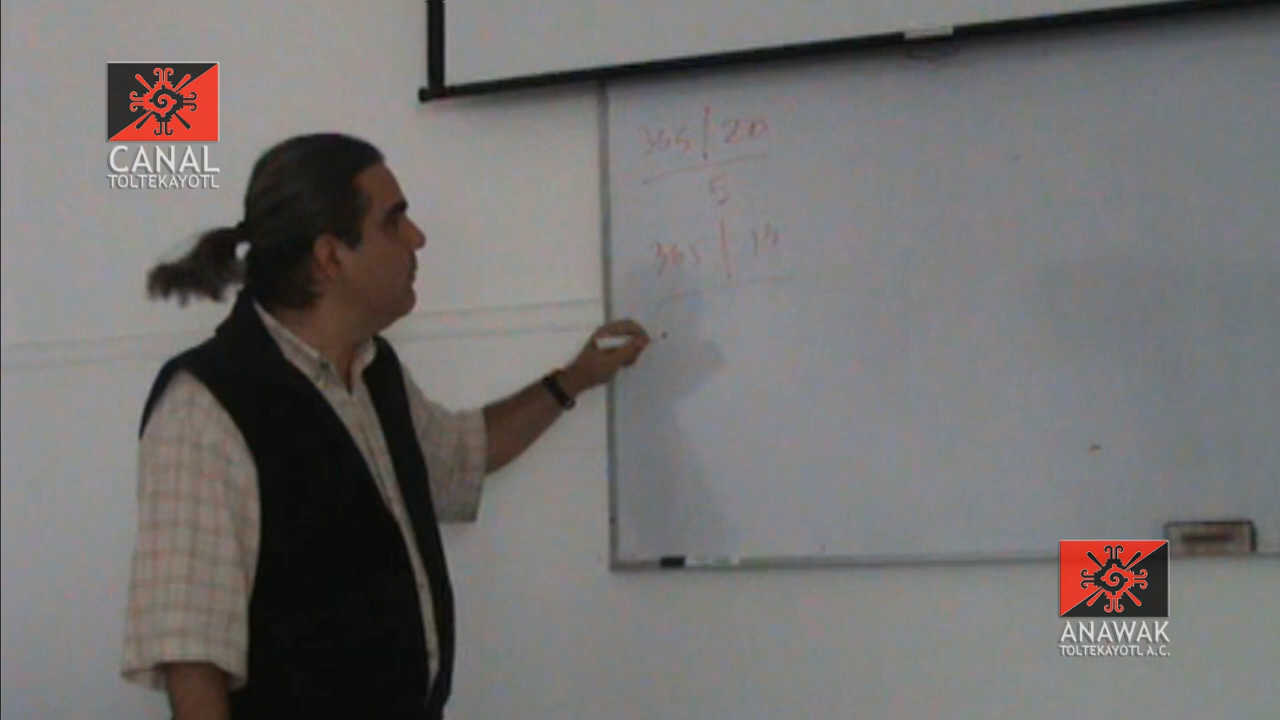 CANAL
TOLTEKAYOTL
365 | 20
5
365 | 13
ANAWAK
TOLTEKAYOTL A.C.